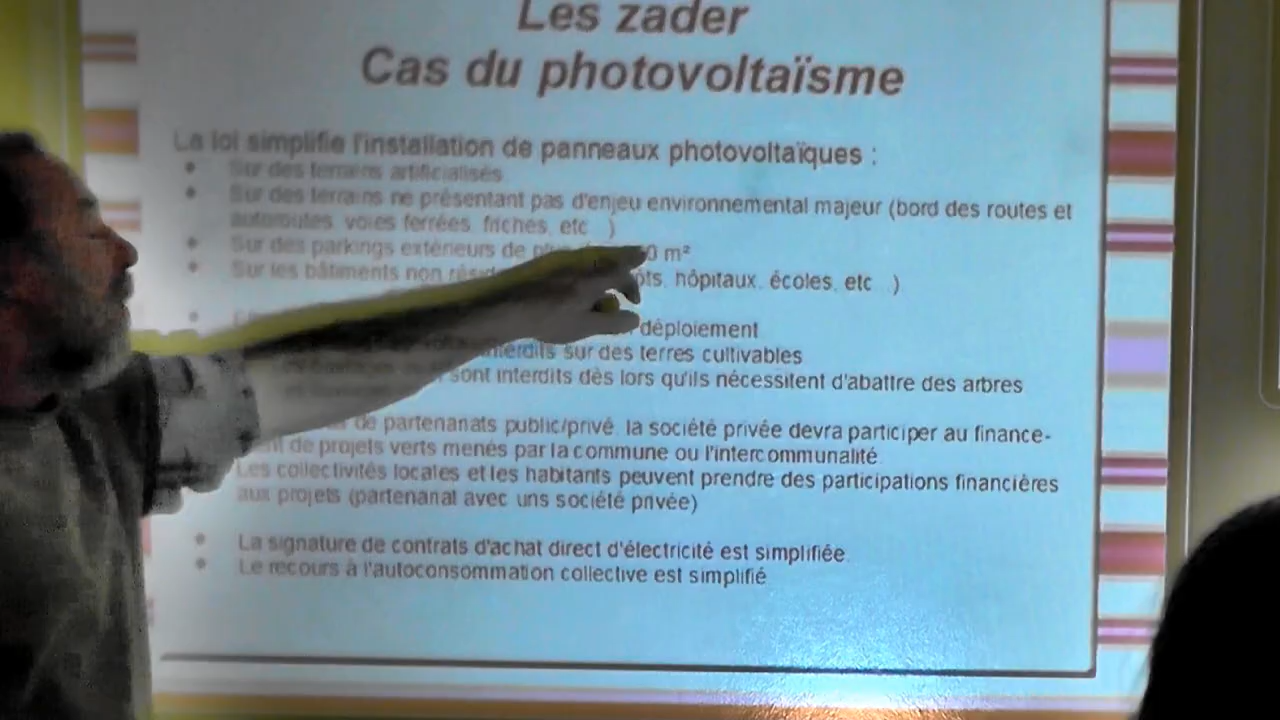 Les zader
Cas du photovoltaïsme
La loi simplifie l'installation de panneaux photovoltaïques :
Sur des terrains artificialisés
Sur des terrains ne présentant pas d'enjeu environnemental majeur (bord des routes et
autoroutes, voies ferrées, friches, etc )
Sur des parkings extérieurs de 0 m²
Sur les bâtiments non hôpitaux, écoles, etc .)
déploiement
interdits sur des terres cultivables
sont interdits dès lors qu'ils nécessitent d'abattre des arbres
de partenariats public/privé, la société privée devra participer au finance-
de projets verts menés par la commune ou l'intercommunalité.
Les collectivités locales et les habitants peuvent prendre des participations financières
aux projets (partenariat avec uns société privée)
La signature de contrats d'achat direct d'électricité est simplifiée.
Le recours à l'autoconsommation collective est simplifié